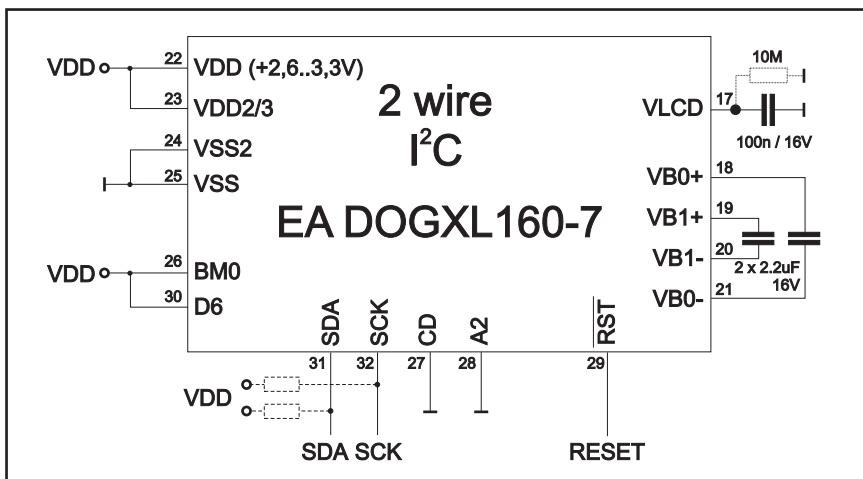 22
VDD
VDD (+2,6..3,3V)
23
VDD2/3
24
VSS2
25
VSS
26
VDD
BM0
30
D6
2 wire
I²C
EA DOGXL160-7
10M
17
VLCD
100n / 16V
18
VB0+
19
VB1+
20
VB1-
2 x 2.2uF
16V
21
VB0-
SDA
SCK
CD
A2
RST
31
32
27
28
29
VDD
SDA SCK
RESET